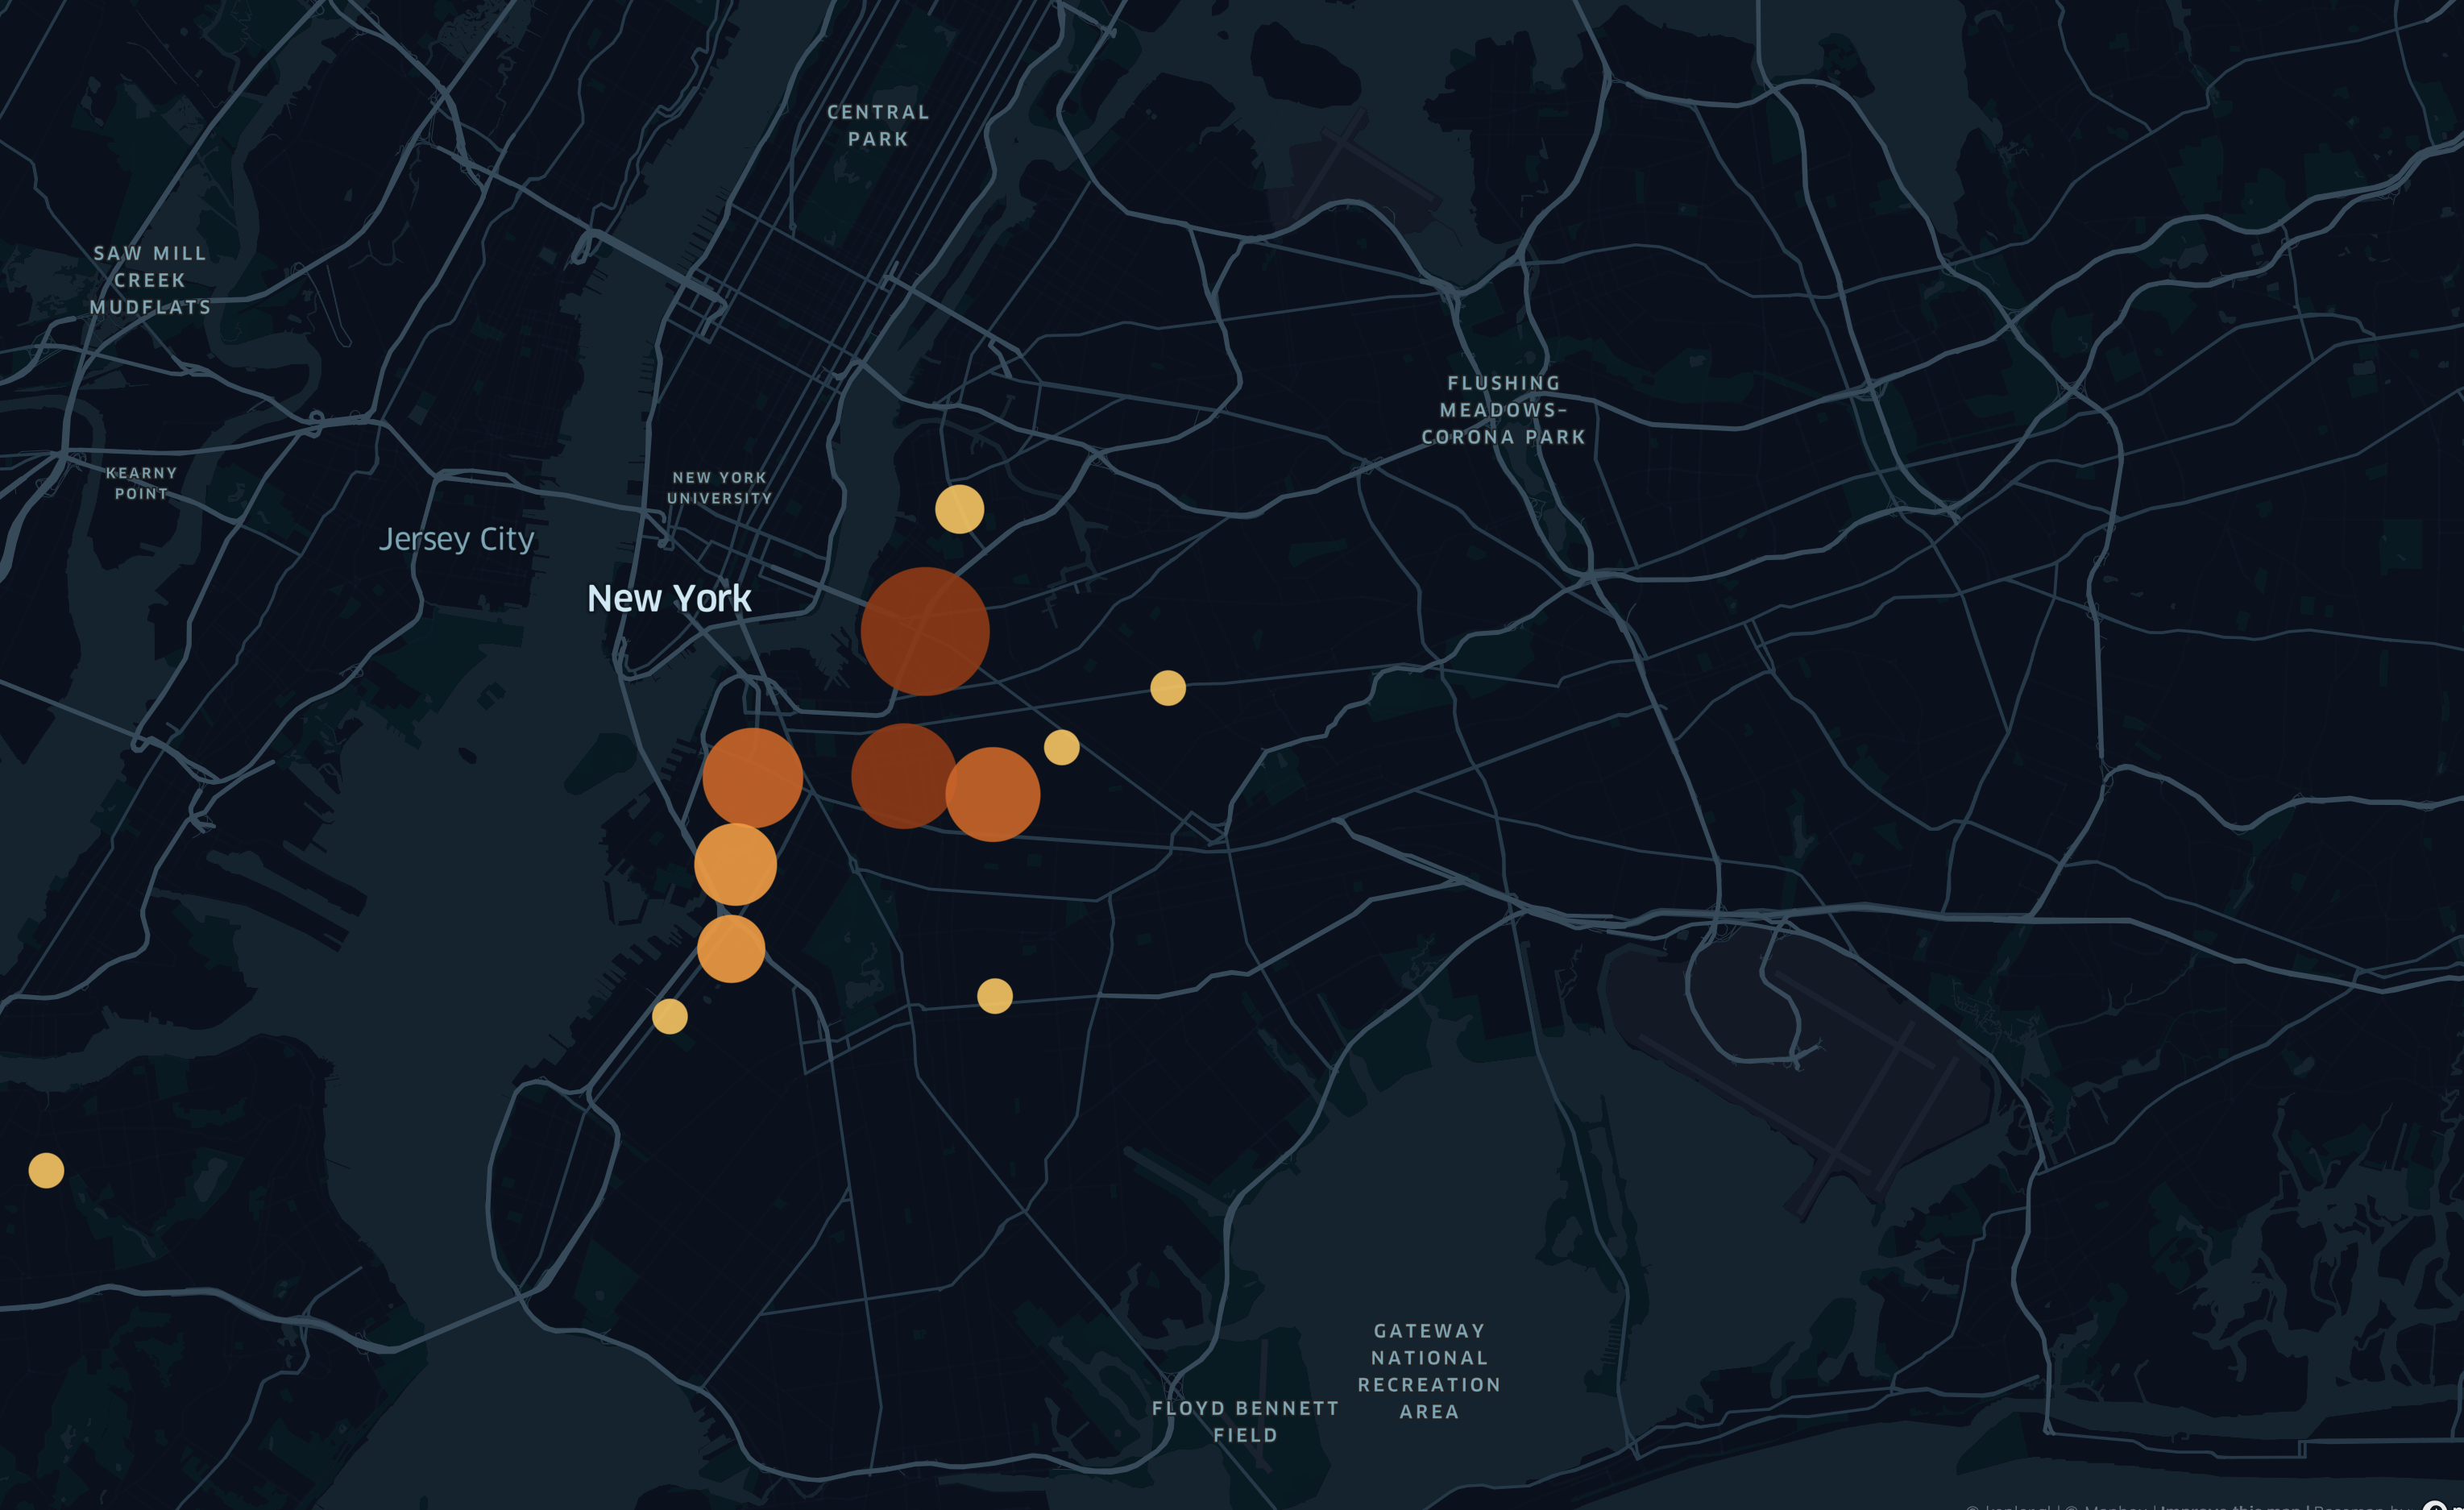 CENTRAL
PARK
SAW MILL
CREEK
MUDFLATS
FLUSHING
MEADOWS-
CORONA PARK
KEARNY
POINT
NEW YORK
UNIVERSITY
Jersey City
New York
GATEWAY
NATIONAL
RECREATION
AREA
FLOYD BENNETT
FIELD